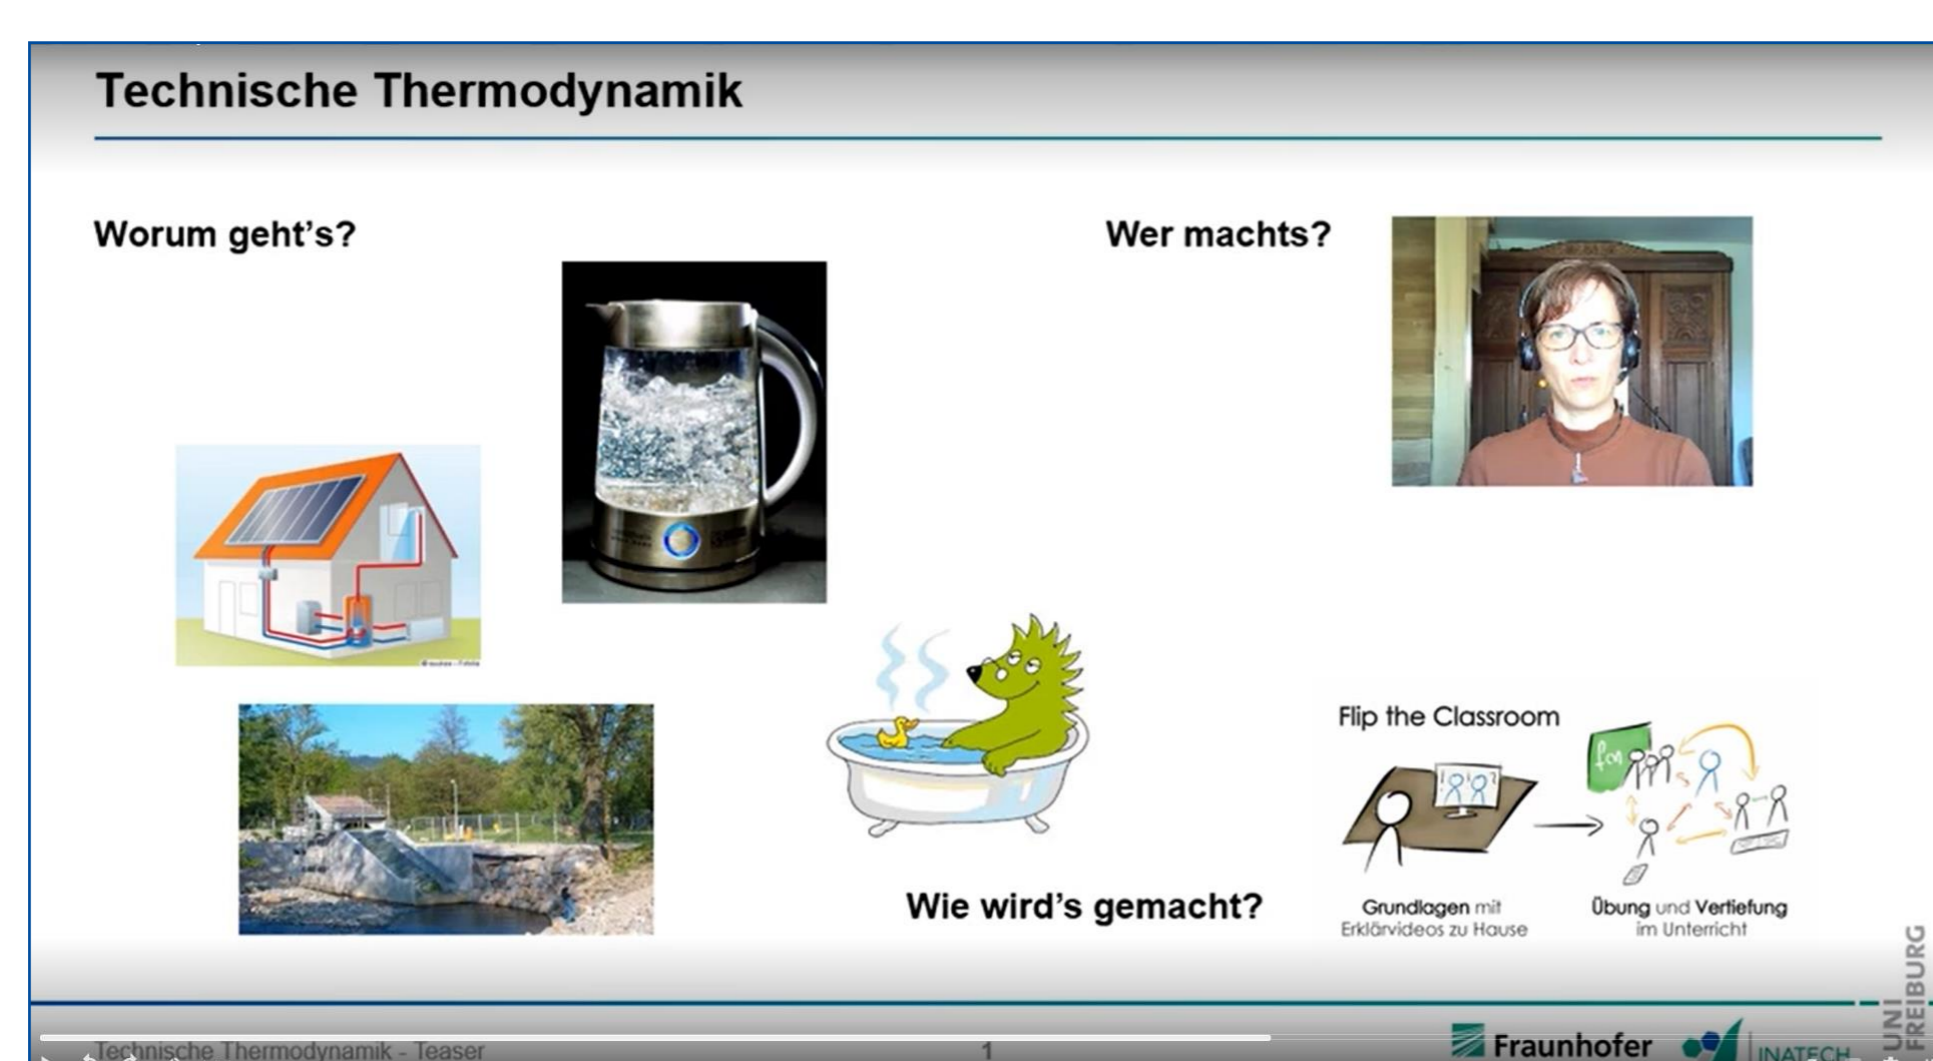 Technische Thermodynamik
Worum geht's?
Wer machts?
Flip the Classroom
Wie wird's gemacht?
Grundlagen mit
Erklärvideos zu Hause
Übung und Vertiefung
im Unterricht
Technische Thermodynamik - Teaser
1
Fraunhofer
INATECH
UNI
FREIBURG